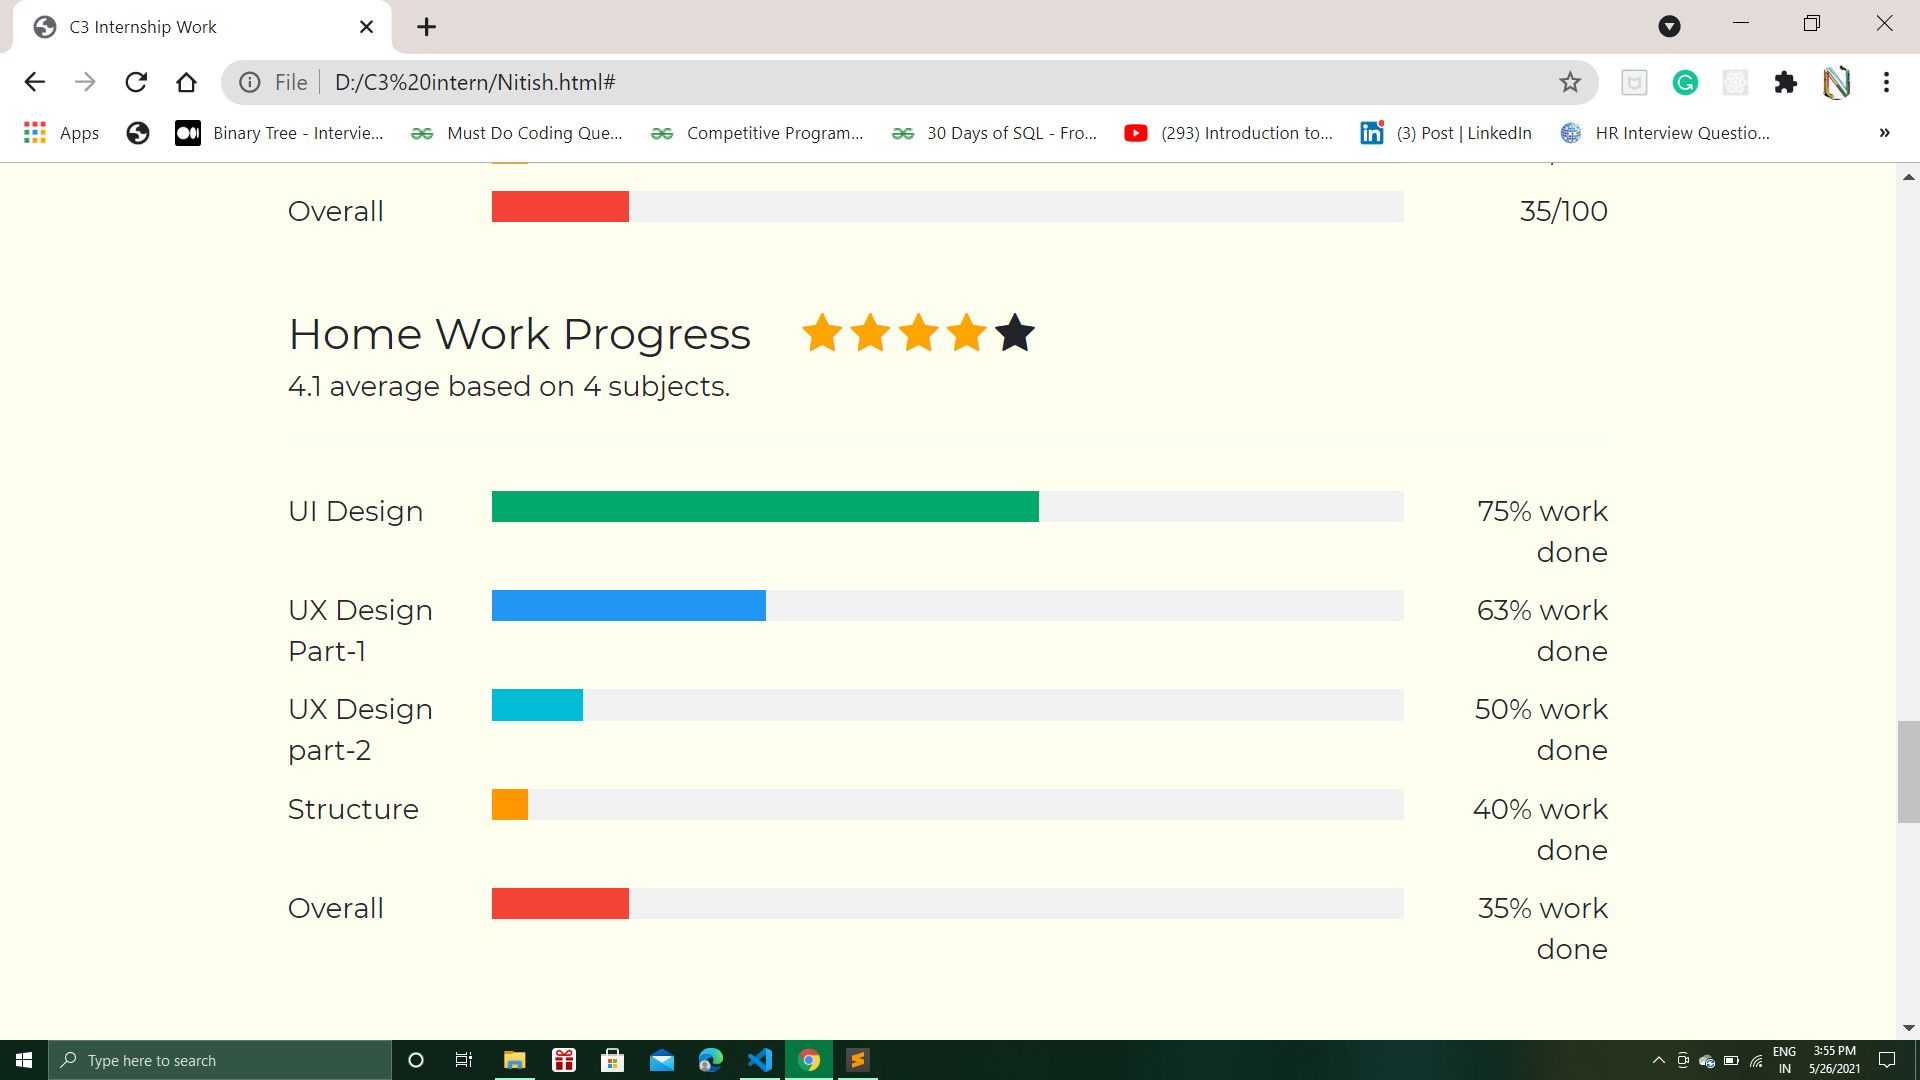 C3 Internship Work
File D:/C3%20intern/Nitish.html#
Apps Binary Tree - Intervie... Must Do Coding Que... Competitive Program... 30 Days of SQL - Fro... (293) Introduction to... (3) Post | LinkedIn HR Interview Questio... »
Overall 35/100
Home Work Progress
4.1 average based on 4 subjects.
UI Design 75% work
done
UX Design 63% work
Part-1 done
UX Design 50% work
part-2 done
Structure 40% work
done
Overall 35% work
done
Type here to search
ENG 3:55 PM
IN 5/26/2021